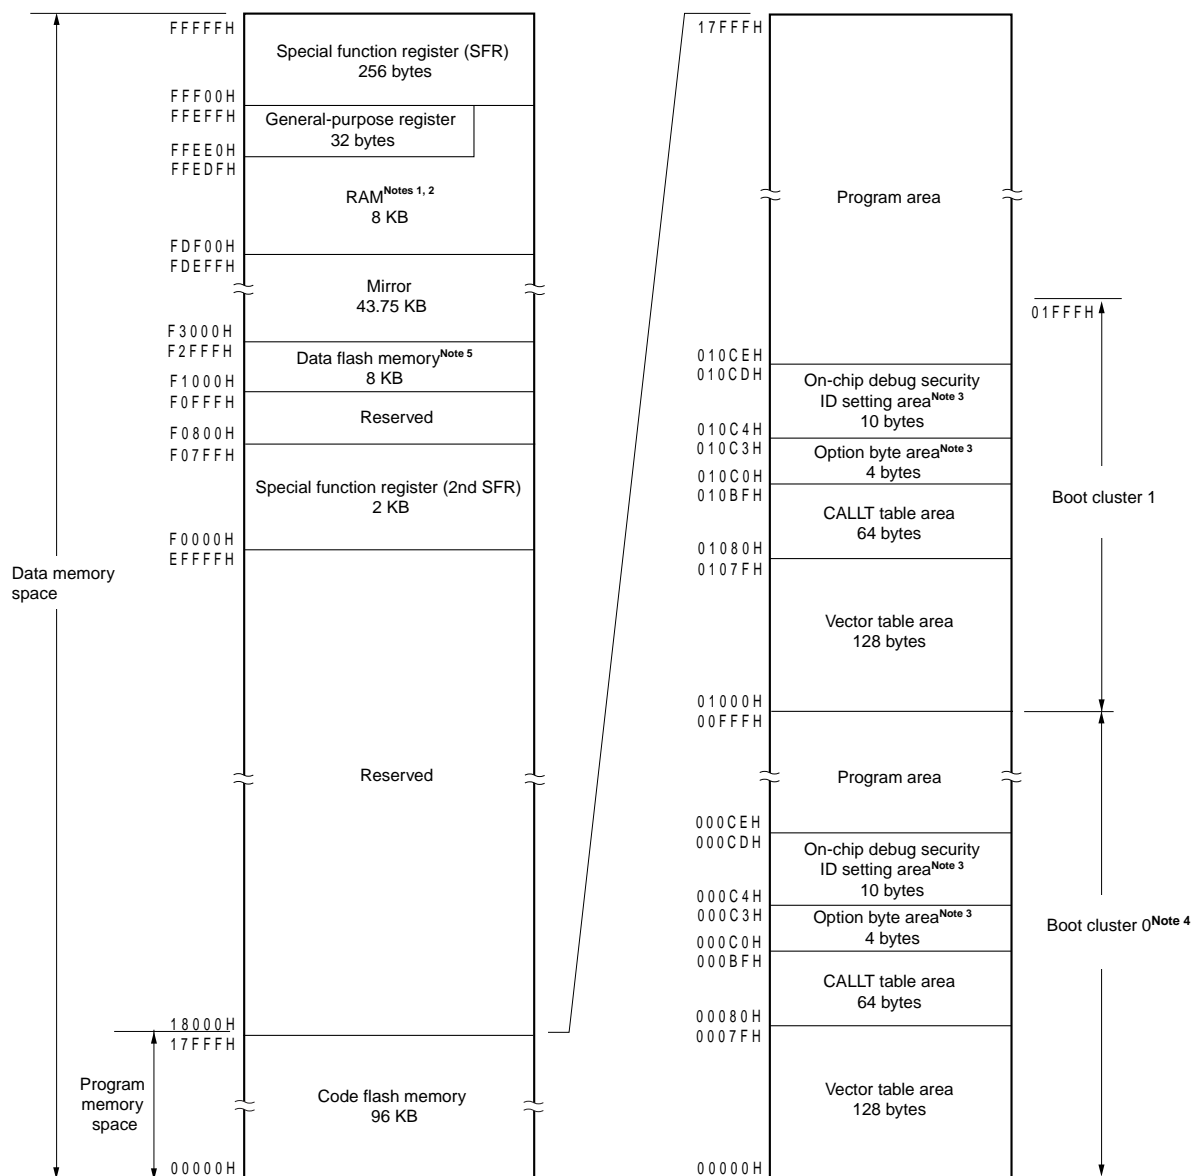 FFFFFH
Special function register (SFR)
256 bytes
FFF00H
FFEFFH
General-purpose register
32 bytes
FFEE0H
FFEDFH
RAMNotes 1, 2
8 KB
FDF00H
FDEFFH
Mirror
43.75 KB
F3000H
F2FFFH
Data flash memoryNote 5
8 KB
F1000H
F0FFFH
Reserved
F0800H
F07FFH
Special function register (2nd SFR)
2 KB
F0000H
EFFFFH
Data memory
space
Reserved
18000H
17FFFH
Program
memory
space
Code flash memory
96 KB
00000H
17FFFH
Program area
01FFFH
010CEH
010CDH
On-chip debug security
ID setting areaNote 3
10 bytes
010C4H
010C3H
Option byte areaNote 3
4 bytes
010C0H
010BFH
Boot cluster 1
CALLT table area
64 bytes
01080H
0107FH
Vector table area
128 bytes
01000H
00FFFH
Program area
000CEH
000CDH
On-chip debug security
ID setting areaNote 3
10 bytes
000C4H
000C3H
Option byte areaNote 3
4 bytes
Boot cluster 0Note 4
000C0H
000BFH
CALLT table area
64 bytes
00080H
0007FH
Vector table area
128 bytes
00000H